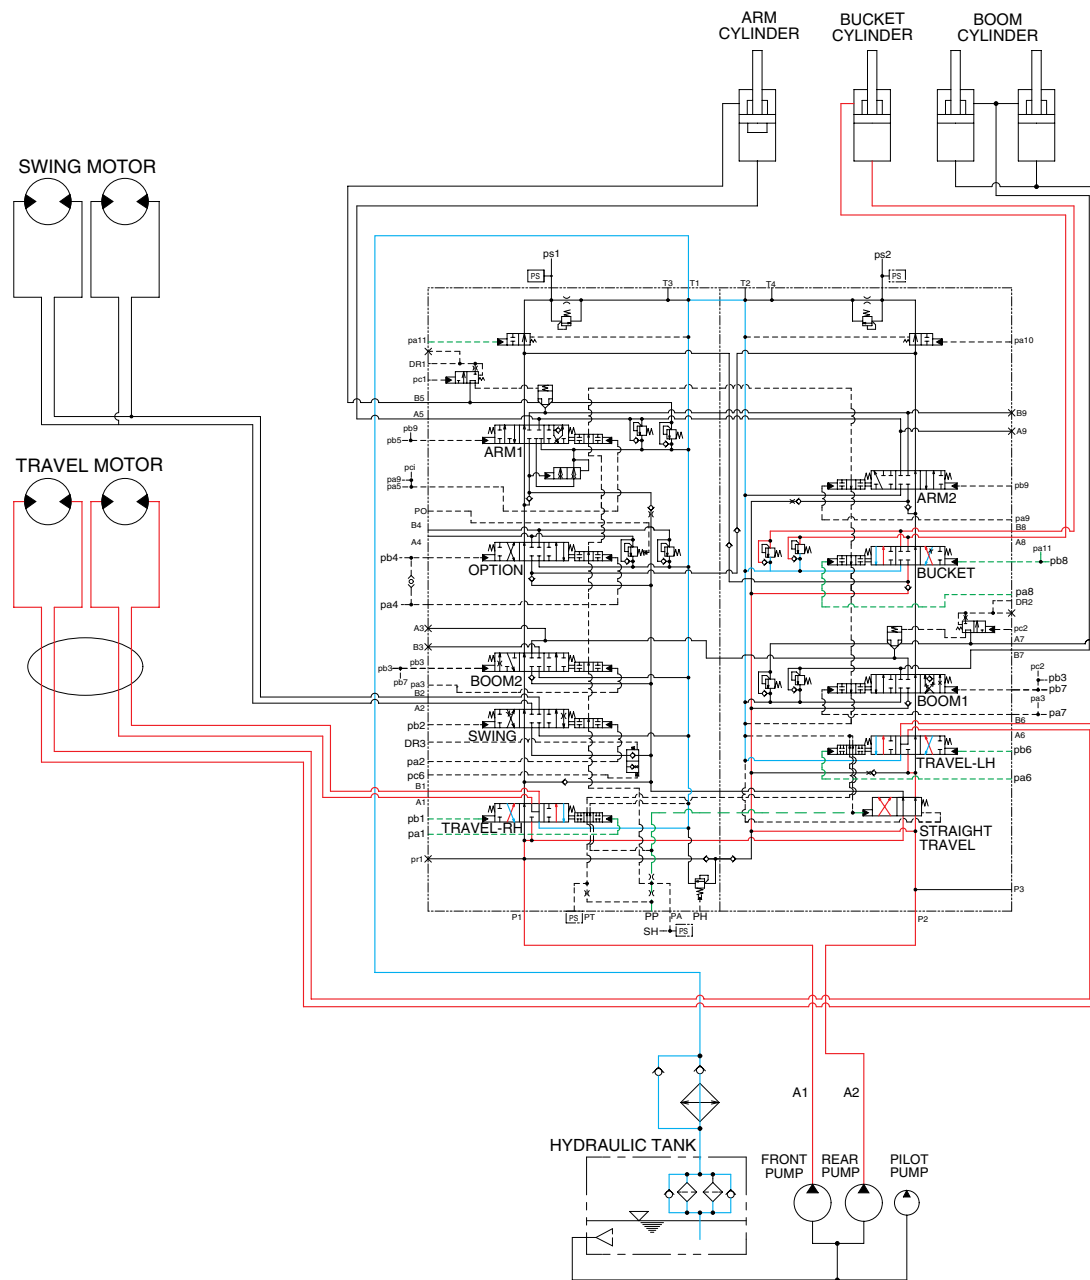 ARM
CYLINDER
BUCKET
CYLINDER
BOOM
CYLINDER
SWING MOTOR
TRAVEL MOTOR
ps1
PS
ps2
PS
T3
T1
T2
T4
pa11
DR1
pc1
B5
A5
pb9
pb5
ARM1
pci
pa9
pa5
PO
B4
A4
pb4
OPTION
pa4
A3
B3
pb3
pb3
pb7
pa3
BOOM2
B2
A2
pb2
SWING
DR3
pa2
pc6
B1
A1
pb1
TRAVEL-RH
pa1
pr1
pa10
B9
A9
ARM2
pb9
pa9
B8
A8
BUCKET
pa11
pb8
pa8
DR2
pc2
A7
B7
pc2
pb3
pb7
BOOM1
pa3
pa7
B6
A6
TRAVEL-LH
pb6
pa6
STRAIGHT
TRAVEL
P3
P1
PS
PT
PP
PA
PH
P2
SH
PS
A1
A2
HYDRAULIC TANK
FRONT
PUMP
REAR
PUMP
PILOT
PUMP